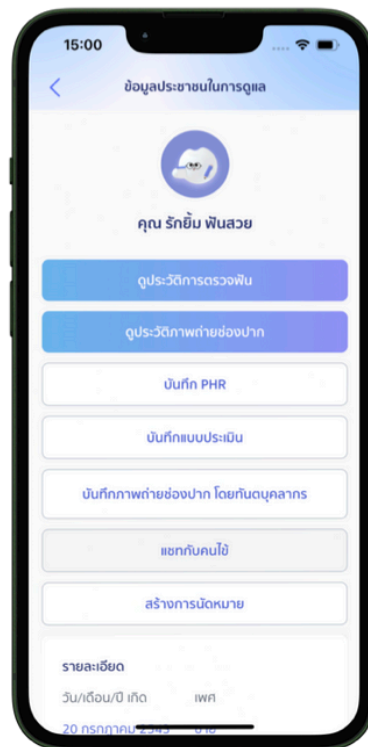 15:00
ข้อมูลประชาชนในการดูแล
คุณ รักยิ้ม ฟันสวย
ดูประวัติการตรวจฟัน
ดูประวัติภาพถ่ายช่องปาก
บันทึก PHR
บันทึกแบบประเมิน
บันทึกภาพถ่ายช่องปาก โดยทันตบุคลากร
แชทกับคนไข้
สร้างการนัดหมาย
รายละเอียด
วัน/เดือน/ปี เกิด เพศ
20 กรกฎาคม 2543 ชาย